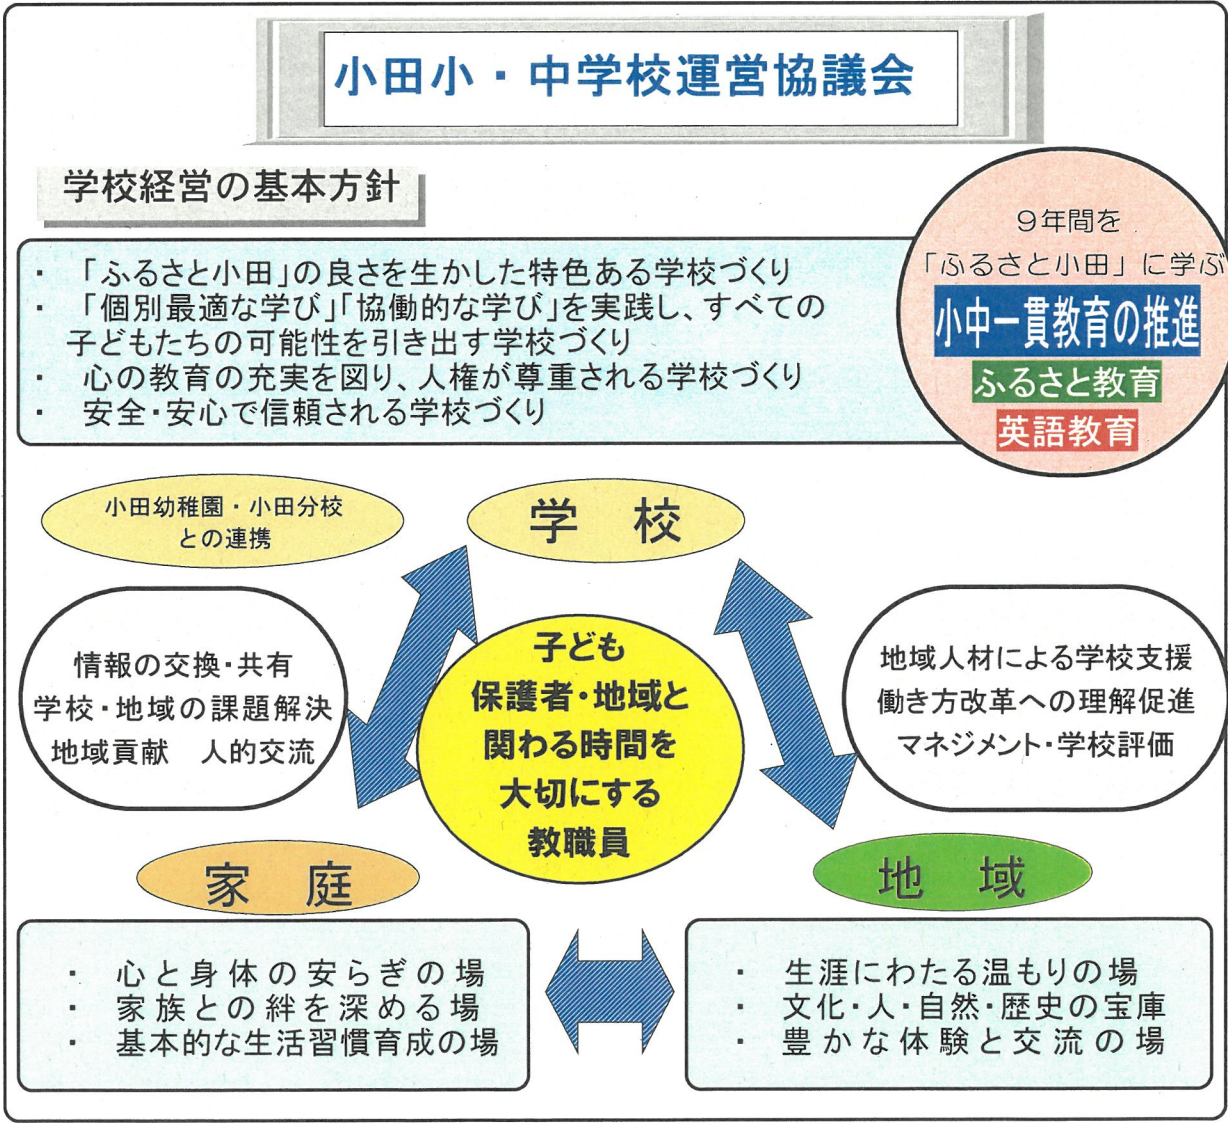 小田小・中学校運営協議会
学校経営の基本方針
・「ふるさと小田」の良さを生かした特色ある学校づくり
・「個別最適な学び」「協働的な学び」を実践し、すべての
子どもたちの可能性を引き出す学校づくり
・ 心の教育の充実を図り、人権が尊重される学校づくり
・ 安全・安心で信頼される学校づくり
9年間を
「ふるさと小田」に学ぶ
小中一貫教育の推進
ふるさと教育
英語教育
小田幼稚園・小田分校
との連携
学 校
情報の交換・共有
学校・地域の課題解決
地域貢献 人的交流
子ども
保護者・地域と
関わる時間を
大切にする
教職員
地域人材による学校支援
働き方改革への理解促進
マネジメント・学校評価
家 庭
・ 心と身体の安らぎの場
・ 家族との絆を深める場
・ 基本的な生活習慣育成の場
地 域
・ 生涯にわたる温もりの場
・ 文化・人・自然・歴史の宝庫
・ 豊かな体験と交流の場